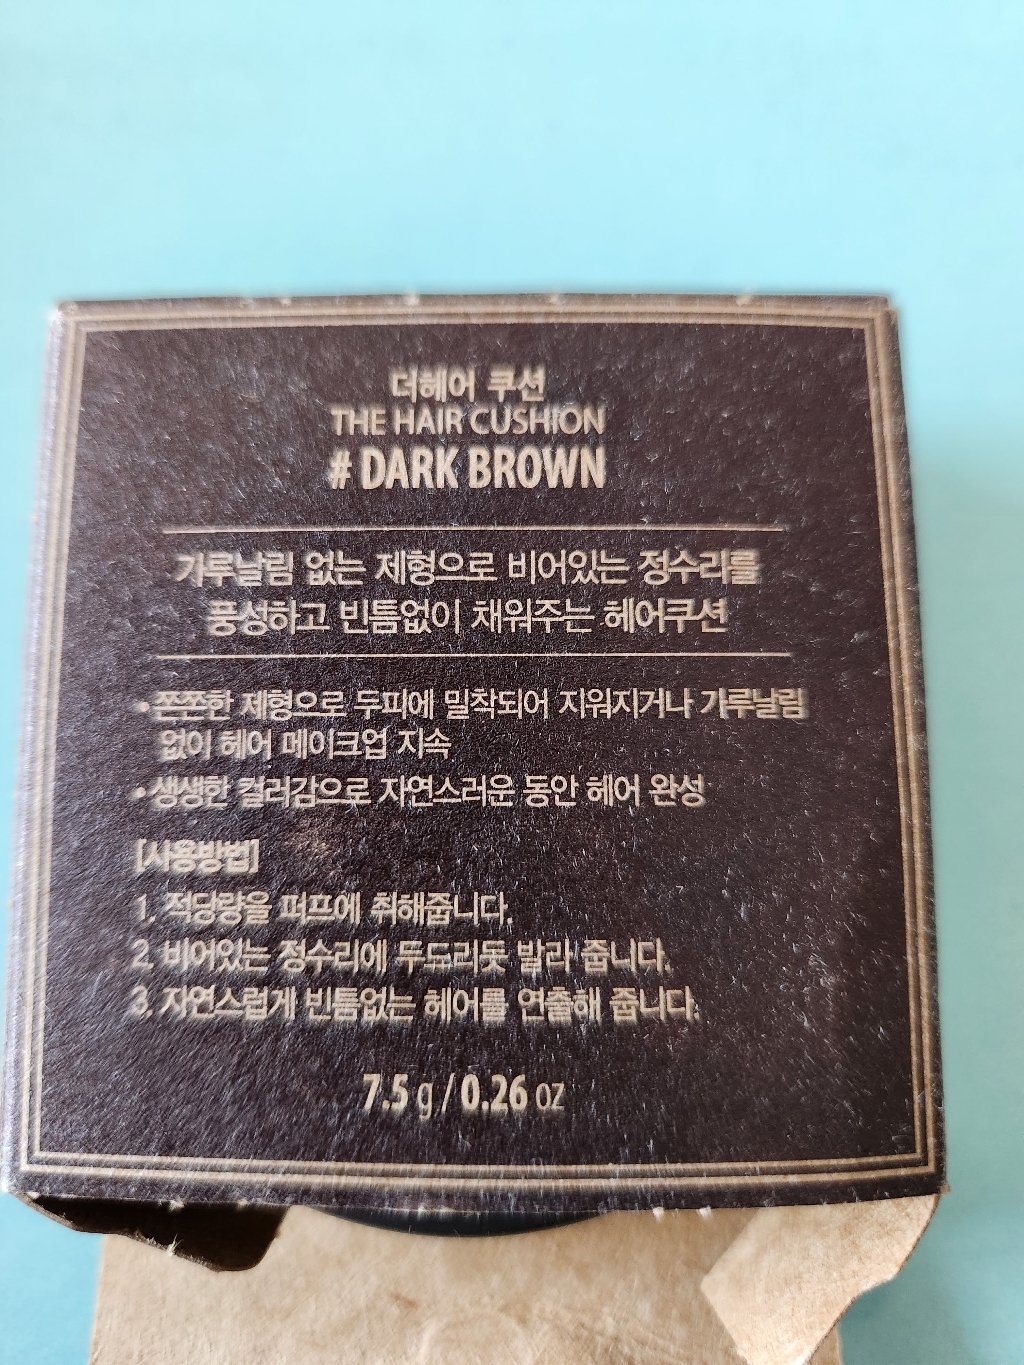 더헤어 쿠션
THE HAIR CUSHION
# DARK BROWN
가루날림 없는 제형으로 비어있는 정수리를
풍성하고 빈틈없이 채워주는 헤어쿠션
•쫀쫀한 제형으로 두피에 밀착되어 지워지거나 가루날림
없이 헤어 메이크업 지속
•생생한 컬러감으로 자연스러운 동안 헤어 완성
[사용방법]
1. 적당량을 퍼프에 취해줍니다.
2. 비어있는 정수리에 두드리듯 발라 줍니다.
3. 자연스럽게 빈틈없는 헤어를 연출해 줍니다.
7.5 g / 0.26 oz